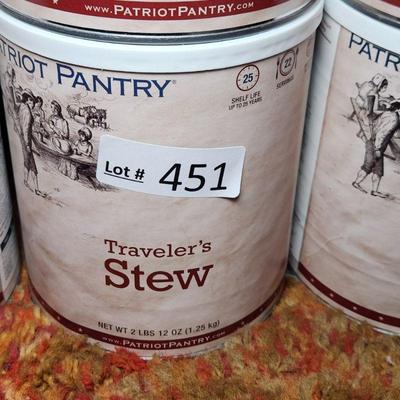 WWW.PATRIOTPANTRY.COM
PATRIOT PANTRY®
25
SHELF LIFE
UP TO 25 YEARS
22
SERVINGS
Lot # 451
Traveler's
Stew
NET WT 2 LBS 12 OZ (1.25 kg)
WWW.PATRIOTPANTRY.COM
PATR